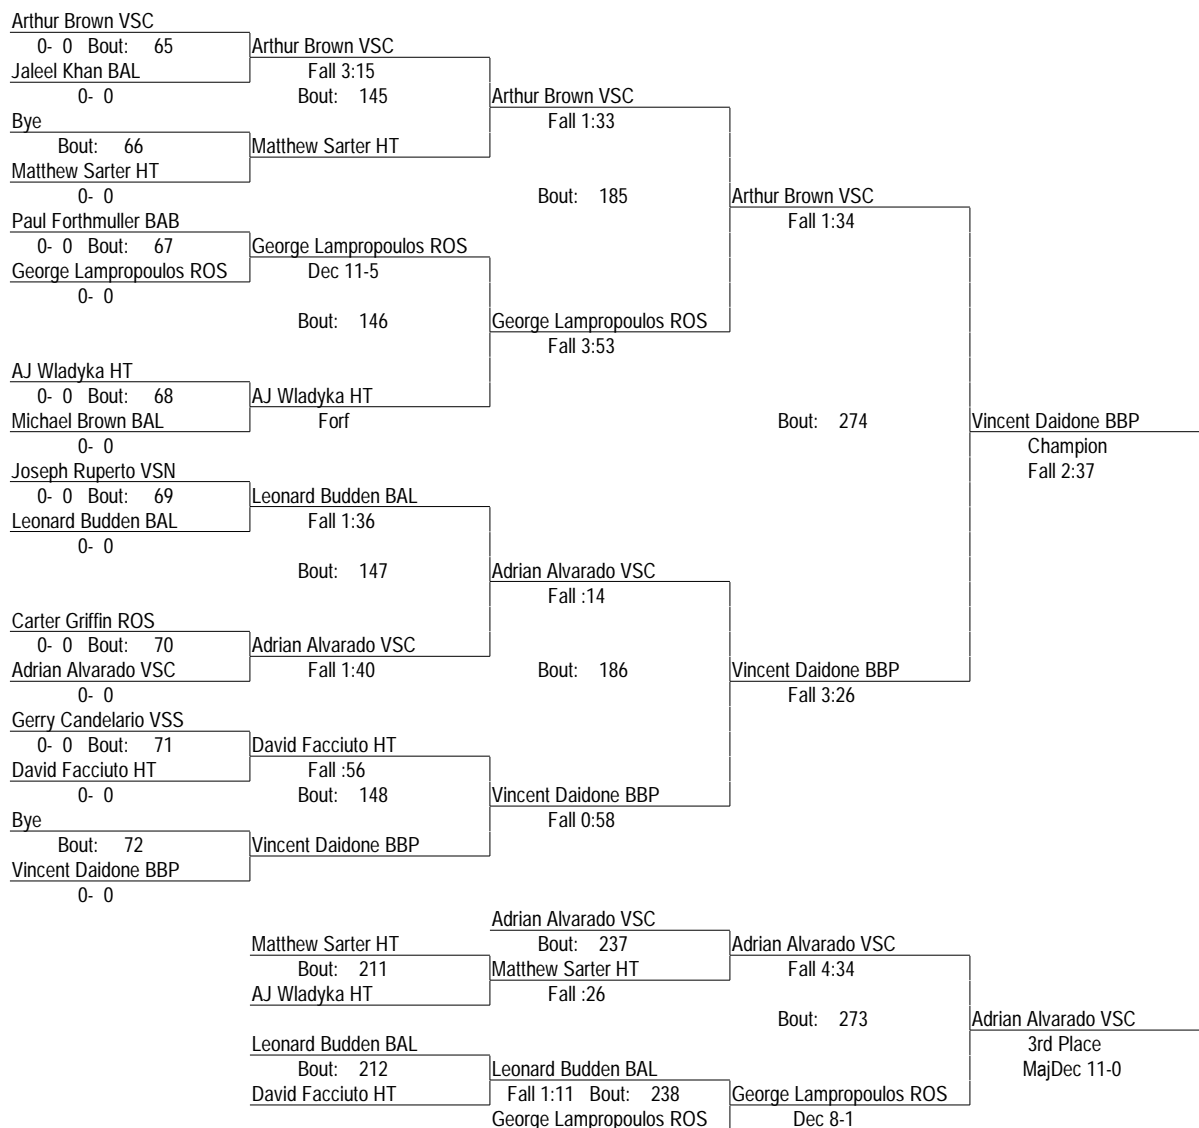 Arthur Brown VSC
0- 0 Bout: 65
Arthur Brown VSC
Jaleel Khan BAL
Fall 3:15
0- 0
Bout: 145
Arthur Brown VSC
Bye
Fall 1:33
Bout: 66
Matthew Sarter HT
Matthew Sarter HT
0- 0
Bout: 185
Arthur Brown VSC
Paul Forthmuller BAB
Fall 1:34
0- 0 Bout: 67
George Lampropoulos ROS
George Lampropoulos ROS
Dec 11-5
0- 0
Bout: 146
George Lampropoulos ROS
Fall 3:53
AJ Wladyka HT
0- 0 Bout: 68
AJ Wladyka HT
Michael Brown BAL
Forf
Bout: 274
Vincent Daidone BBP
0- 0
Champion
Joseph Ruperto VSN
Fall 2:37
0- 0 Bout: 69
Leonard Budden BAL
Leonard Budden BAL
Fall 1:36
0- 0
Bout: 147
Adrian Alvarado VSC
Fall :14
Carter Griffin ROS
0- 0 Bout: 70
Adrian Alvarado VSC
Adrian Alvarado VSC
Fall 1:40
Bout: 186
Vincent Daidone BBP
0- 0
Fall 3:26
Gerry Candelario VSS
0- 0 Bout: 71
David Facciuto HT
David Facciuto HT
Fall :56
0- 0
Bout: 148
Vincent Daidone BBP
Bye
Fall 0:58
Bout: 72
Vincent Daidone BBP
Vincent Daidone BBP
0- 0
Adrian Alvarado VSC
Matthew Sarter HT
Bout: 237
Adrian Alvarado VSC
Bout: 211
Matthew Sarter HT
Fall 4:34
AJ Wladyka HT
Fall :26
Bout: 273
Adrian Alvarado VSC
Leonard Budden BAL
3rd Place
Bout: 212
Leonard Budden BAL
MajDec 11-0
David Facciuto HT
Fall 1:11 Bout: 238
George Lampropoulos ROS
George Lampropoulos ROS
Dec 8-1